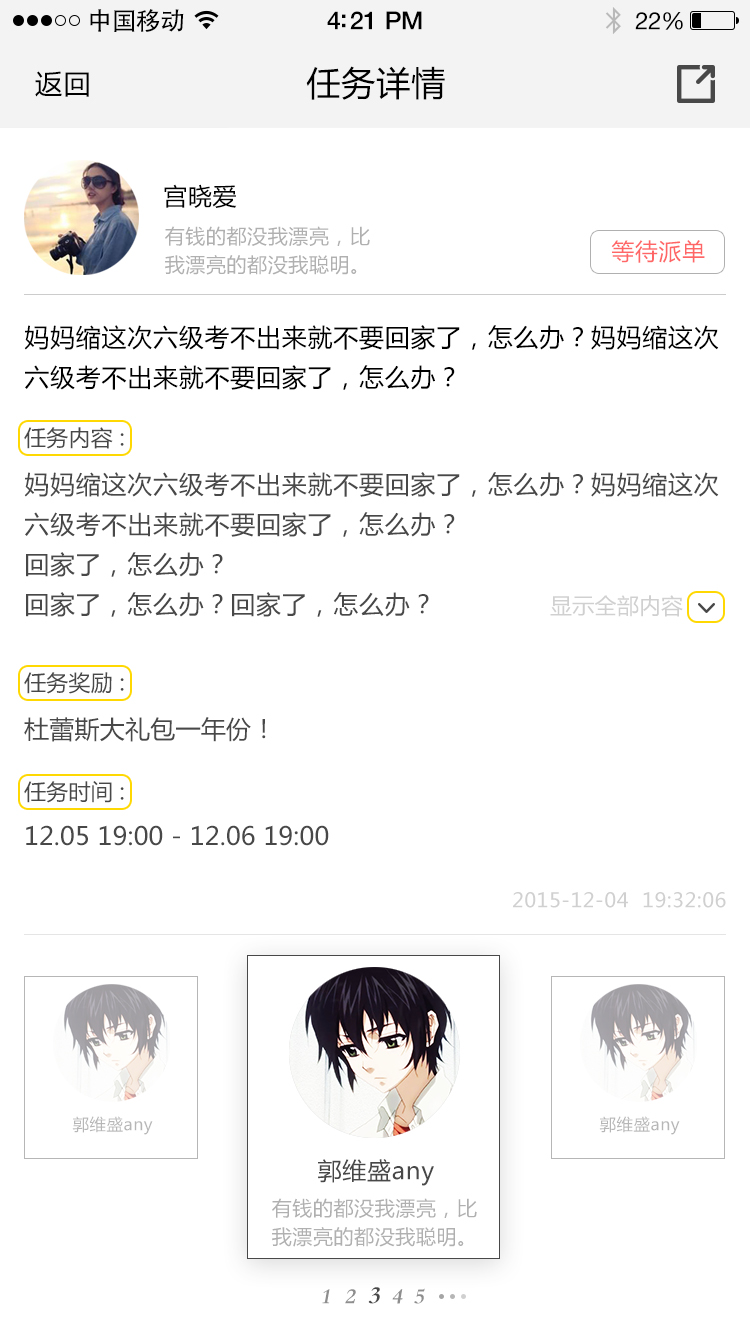 中国移动 4:21 PM 22%
返回 任务详情
宫晓爱
有钱的都没我漂亮，比
我漂亮的都没我聪明。
等待派单
妈妈缩这次六级考不出来就不要回家了，怎么办？妈妈缩这次
六级考不出来就不要回家了，怎么办？
任务内容：
妈妈缩这次六级考不出来就不要回家了，怎么办？妈妈缩这次
六级考不出来就不要回家了，怎么办？
回家了，怎么办？
回家了，怎么办？回家了，怎么办？ 显示全部内容
任务奖励：
杜蕾斯大礼包一年份！
任务时间：
12.05 19:00 - 12.06 19:00
2015-12-04 19:32:06
郭维盛any
郭维盛any
有钱的都没我漂亮，比
我漂亮的都没我聪明。
郭维盛any
1 2 3 4 5 •••